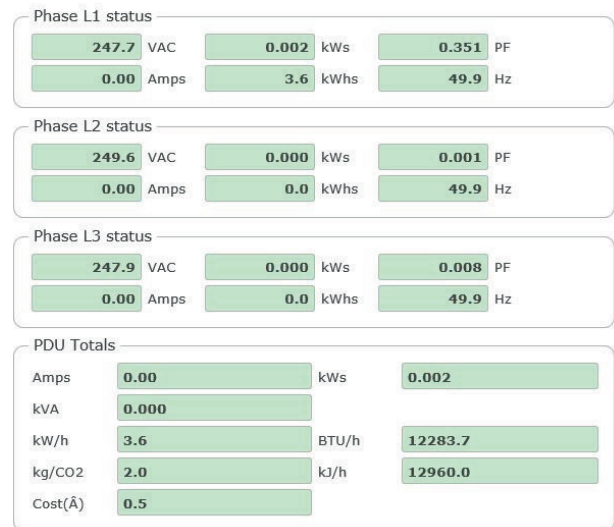 Phase L1 status
247.7 VAC 0.002 kWs 0.351 PF
0.00 Amps 3.6 kWhs 49.9 Hz
Phase L2 status
249.6 VAC 0.000 kWs 0.001 PF
0.00 Amps 0.0 kWhs 49.9 Hz
Phase L3 status
247.9 VAC 0.000 kWs 0.008 PF
0.00 Amps 0.0 kWhs 49.9 Hz
PDU Totals
Amps 0.00 kWs 0.002
kVA 0.000
kW/h 3.6 BTU/h 12283.7
kg/CO2 2.0 kJ/h 12960.0
Cost(Â) 0.5